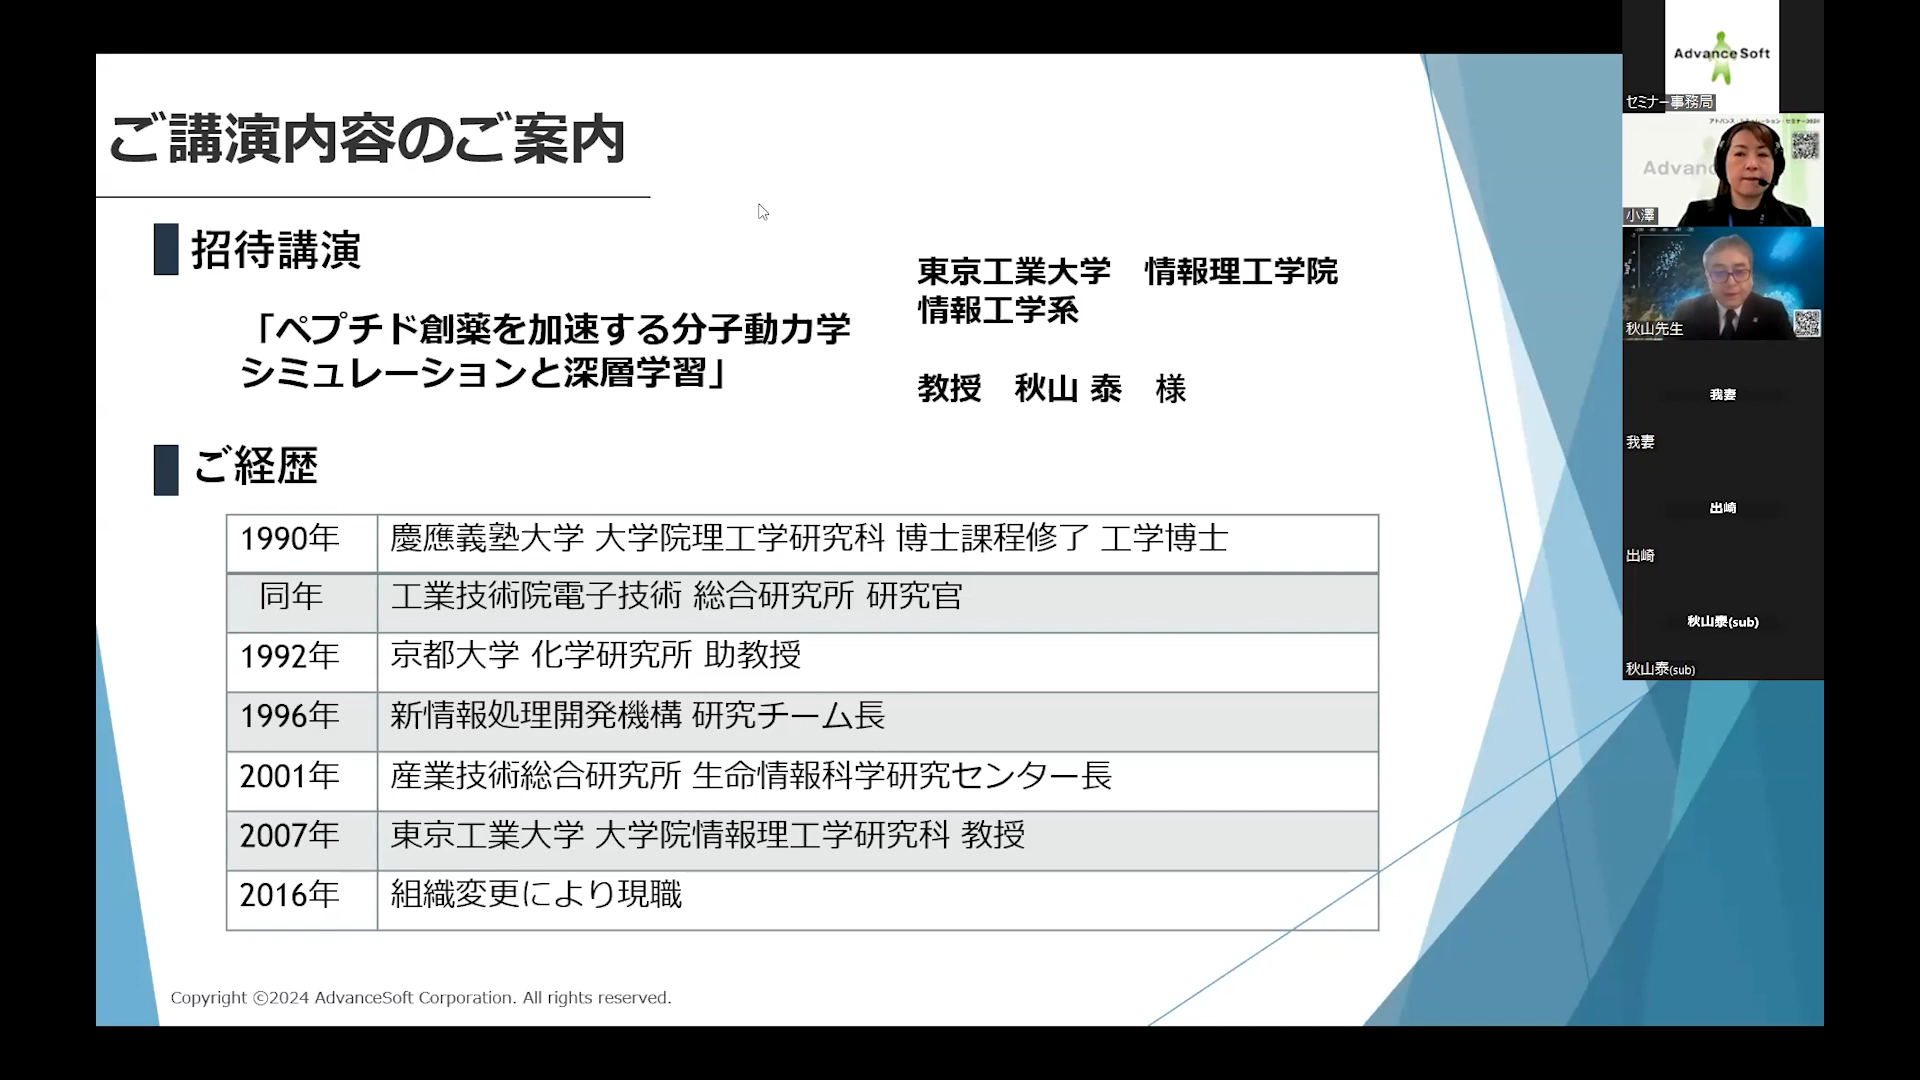 ご講演内容のご案内
招待講演
「ペプチド創薬を加速する分子動力学
シミュレーションと深層学習」
東京工業大学 情報理工学院
情報工学系
教授 秋山 泰 様
ご経歴
1990年 慶應義塾大学 大学院理工学研究科 博士課程修了 工学博士
同年 工業技術院電子技術 総合研究所 研究官
1992年 京都大学 化学研究所 助教授
1996年 新情報処理開発機構 研究チーム長
2001年 産業技術総合研究所 生命情報科学研究センター長
2007年 東京工業大学 大学院情報理工学研究科 教授
2016年 組織変更により現職
Copyright ©2024 AdvanceSoft Corporation. All rights reserved.
AdvanceSoft
セミナー事務局
Advanc
小澤
秋山先生
我妻
我妻
出崎
出崎
秋山泰(sub)
秋山泰(sub)